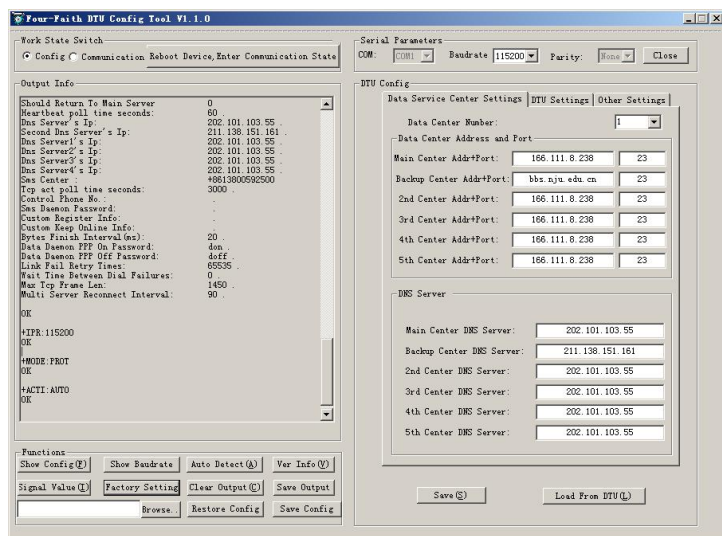 Four-Faith DTU Config Tool V1.1.0
Work State Switch
Config Communication Reboot Device,Enter Communication State
Serial Parameters
COM: COM1 Baudrate 115200 Parity: None Close
Output Info
Should Return To Main Server 0
Heartbeat poll time seconds: 60 .
Dns Server's Ip: 202.101.103.55 .
Second Dns Server's Ip: 211.138.151.161 .
Dns Server1's Ip: 202.101.103.55 .
Dns Server2's Ip: 202.101.103.55 .
Dns Server3's Ip: 202.101.103.55 .
Dns Server4's Ip: 202.101.103.55 .
Sms Center : +8613800592500
Tcp act poll time seconds: 3000 .
Control Phone No.: .
Sms Daemon Password: .
Custom Register Info: .
Custom Keep Online Info: .
Bytes Finish Interval(ms): 20 .
Data Daemon PPP On Password: don .
Data Daemon PPP Off Password: doff .
Link Fail Retry Times: 65535 .
Wait Time Between Dial Failures: 0 .
Max Tcp Frame Len: 1450 .
Multi Server Reconnect Interval: 90 .
OK
+IPR:115200
OK
+MODE:PROT
OK
+ACTI:AUTO
OK
Functions
Show Config(F) Show Baudrate Auto Detect(A) Ver Info(V)
Signal Value(I) Factory Setting Clear Output(C) Save Output
Browse.. Restore Config Save Config
DTU Config
Data Service Center Settings DTU Settings Other Settings
Data Center Number: 1
Data Center Address and Port
Main Center Addr+Port: 166.111.8.238 23
Backup Center Addr+Port: bbs.nju.edu.cn 23
2nd Center Addr+Port: 166.111.8.238 23
3rd Center Addr+Port: 166.111.8.238 23
4th Center Addr+Port: 166.111.8.238 23
5th Center Addr+Port: 166.111.8.238 23
DNS Server
Main Center DNS Server: 202.101.103.55
Backup Center DNS Server: 211.138.151.161
2nd Center DNS Server: 202.101.103.55
3rd Center DNS Server: 202.101.103.55
4th Center DNS Server: 202.101.103.55
5th Center DNS Server: 202.101.103.55
Save(S) Load From DTU(L)